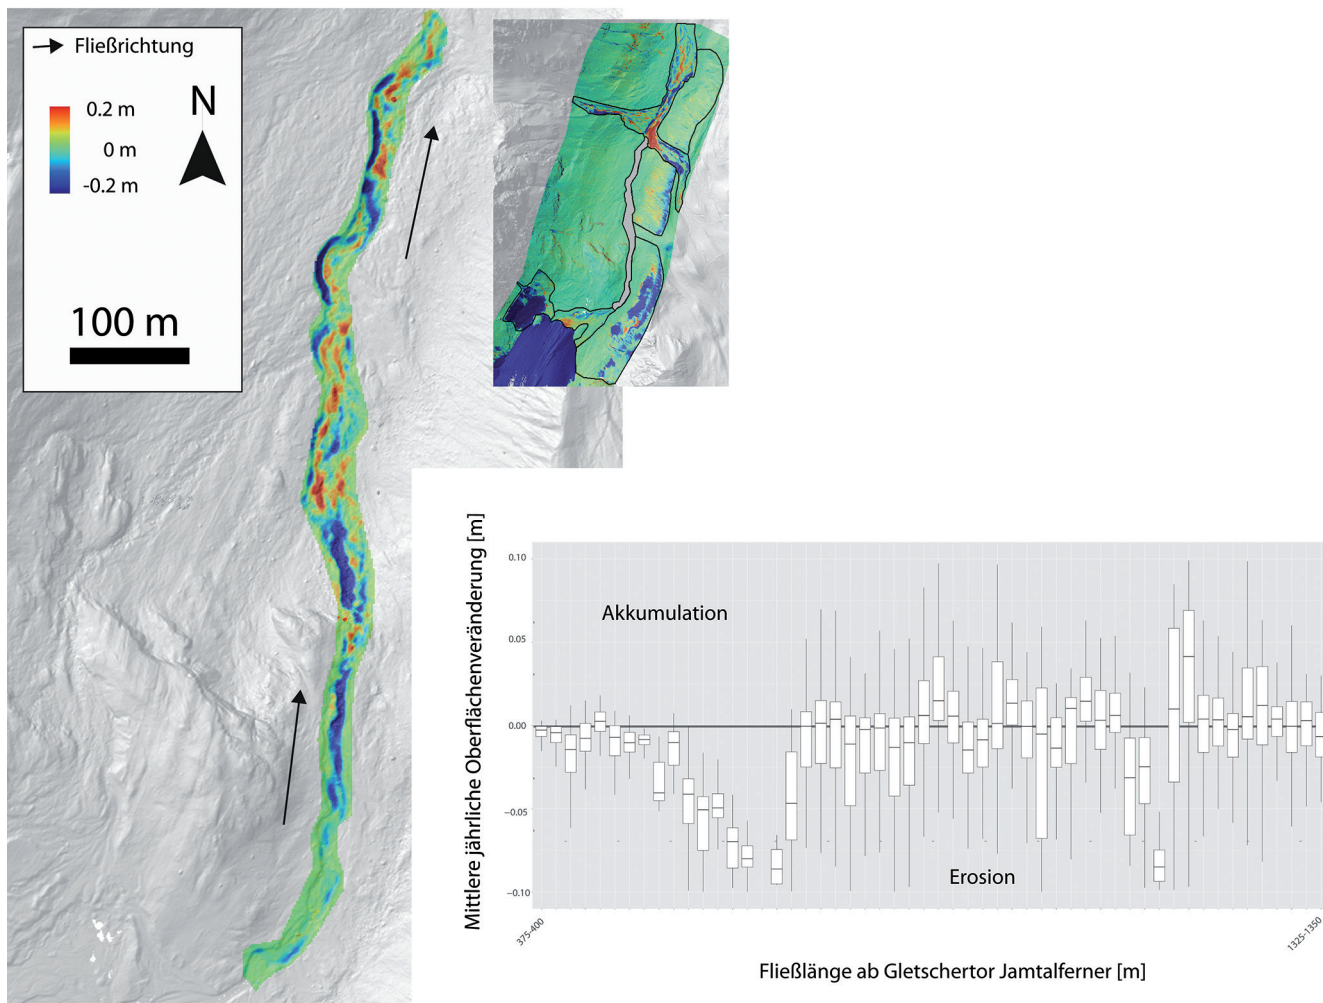 Fließrichtung
0.2 m
0 m
-0.2 m
N
100 m
Mittlere jährliche Oberflächenveränderung [m]
0.10
0.05
0.00
−0.05
−0.10
Akkumulation
Erosion
375-400
1325-1350
Fließlänge ab Gletschertor Jamtalferner [m]